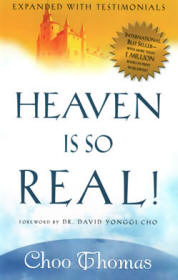 EXPANDED WITH TESTIMONIALS
INTERNATIONAL
BEST SELLER—
1 MILLION
HEAVEN
IS SO
REAL!
FOREWORD BY DR. DAVID YONGGI CHO
Choo Thomas